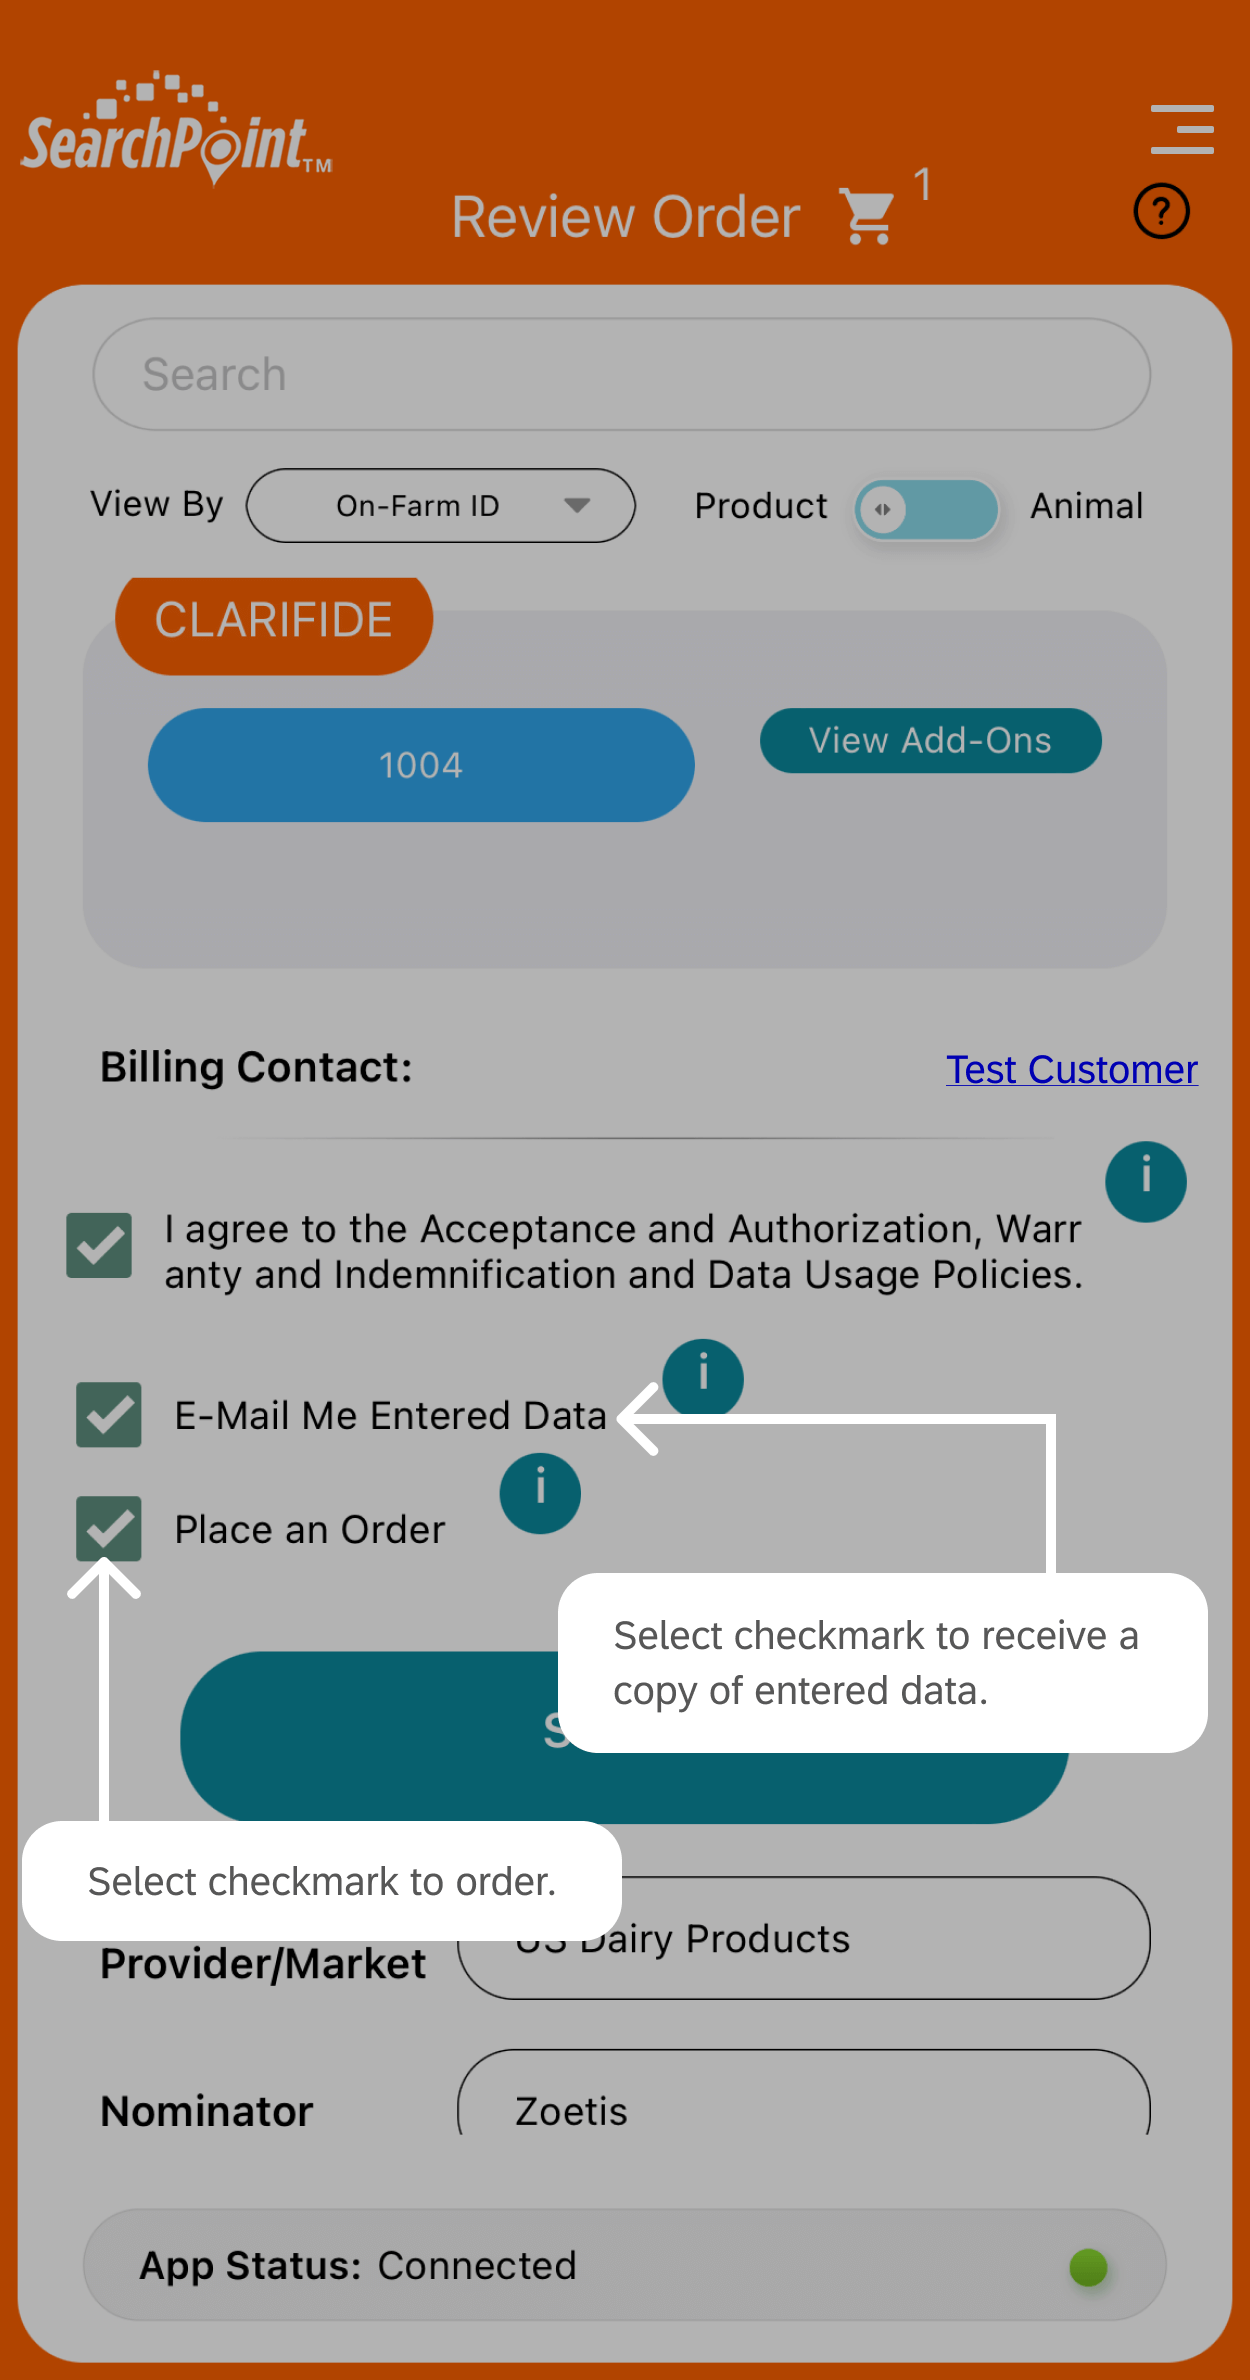 SearchPoint™
Review Order 1
?
Search
View By On-Farm ID Product Animal
CLARIFIDE
1004 View Add-Ons
Billing Contact: Test Customer
i
I agree to the Acceptance and Authorization, Warr
anty and Indemnification and Data Usage Policies.
i
E-Mail Me Entered Data
i
Place an Order
Select checkmark to receive a
copy of entered data.
S
Select checkmark to order.
Provider/Market US Dairy Products
Nominator Zoetis
App Status: Connected